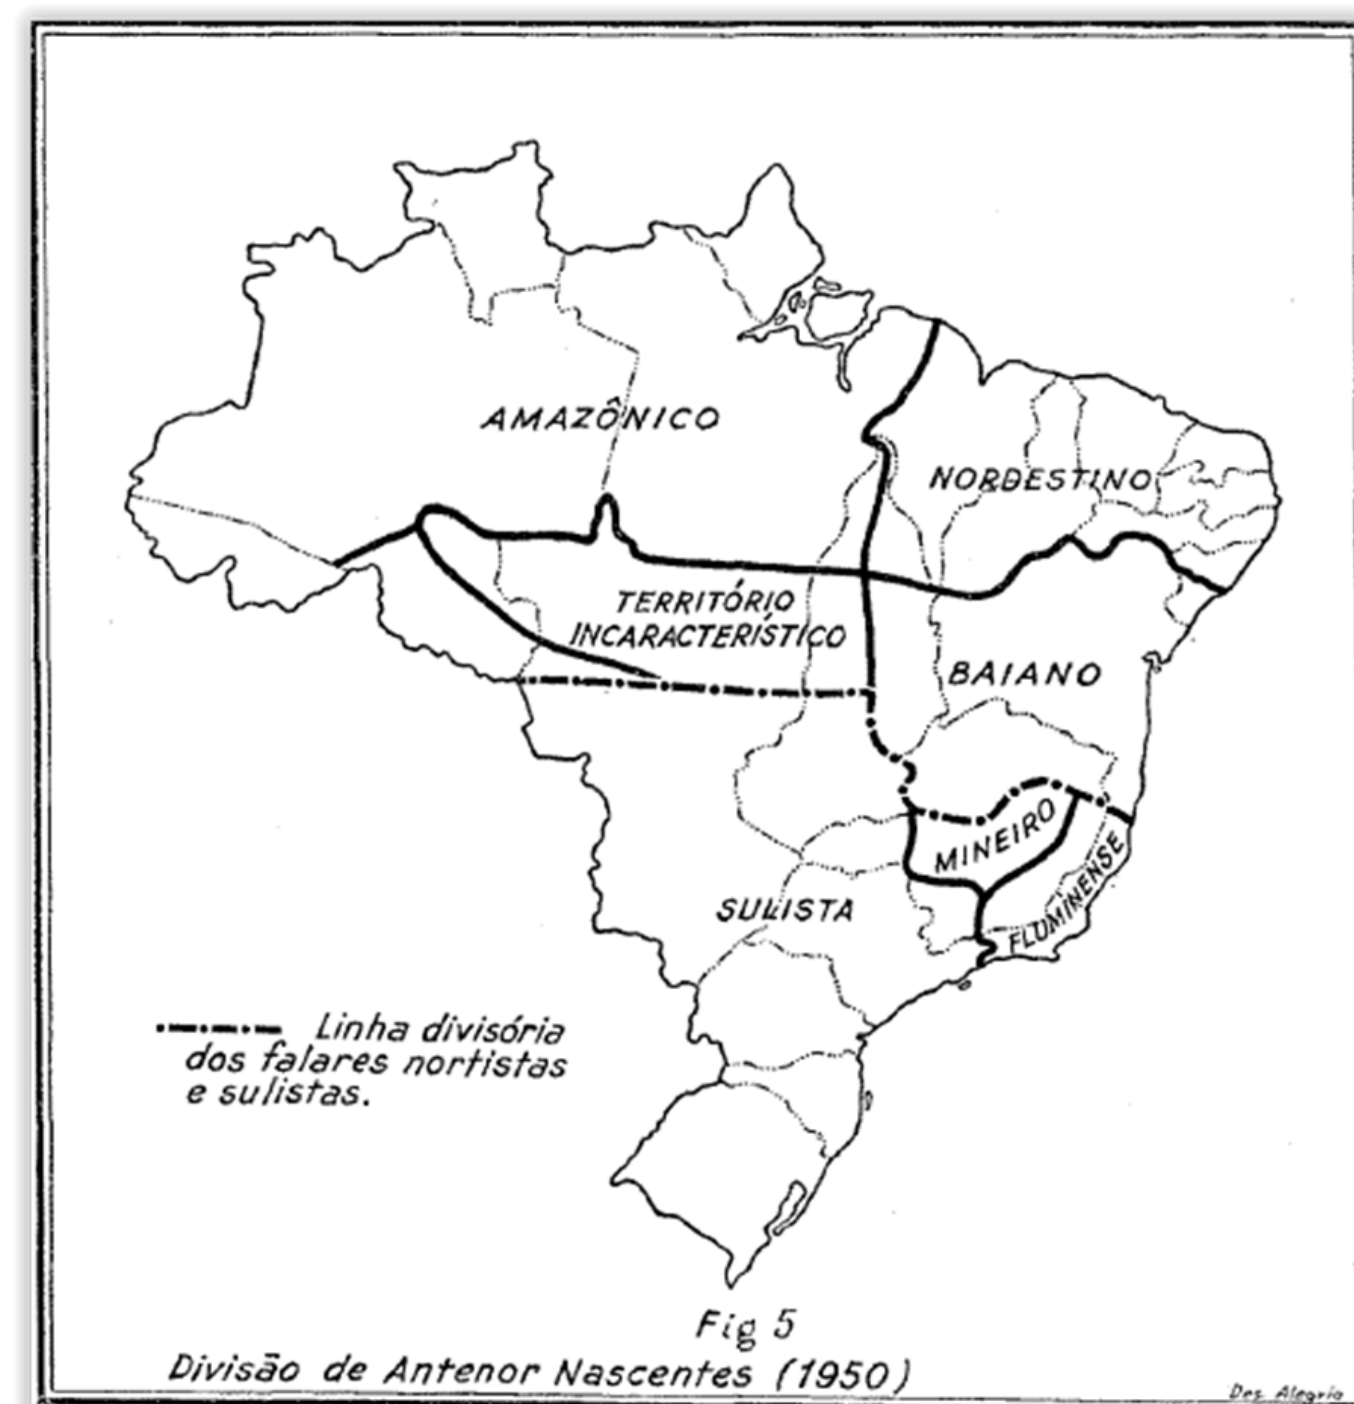 AMAZÔNICO
NORDESTINO
TERRITÓRIO
INCARACTERÍSTICO
BAIANO
MINEIRO
FLUMINENSE
SULISTA
Linha divisória
dos falares nortistas
e sulistas.
Fig 5
Divisão de Antenor Nascentes (1950)
Des. Alegria